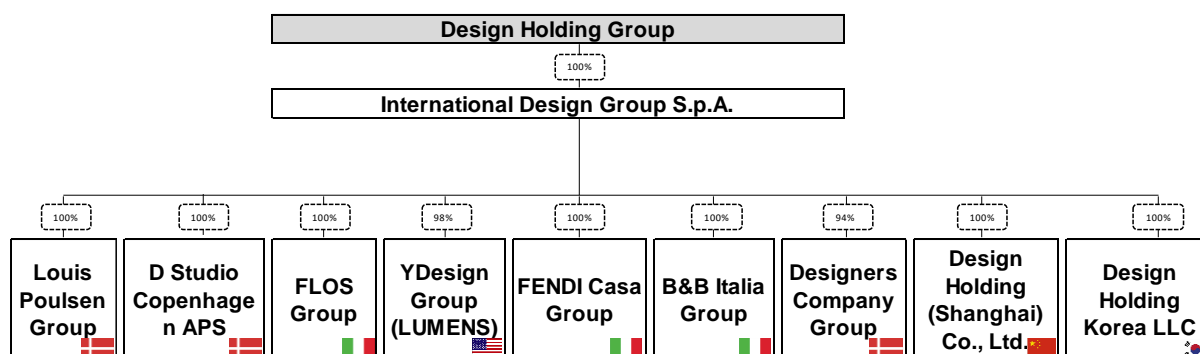 Design Holding Group
100%
International Design Group S.p.A.
100%
100%
100%
98%
100%
100%
94%
100%
100%
Louis
Poulsen
Group
D Studio
Copenhage
n APS
FLOS
Group
YDesign
Group
(LUMENS)
FENDI Casa
Group
B&B Italia
Group
Designers
Company
Group
Design
Holding
(Shanghai)
Co., Ltd.
Design
Holding
Korea LLC